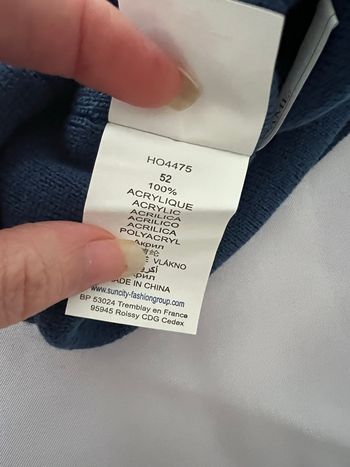 HO4475
52
100%
ACRYLIQUE
ACRYLIC
ACRILICA
ACRILICO
ACRILICA
POLYACRYL
Акрил
VLÁKNO
MADE IN CHINA
www.suncity-fashiongroup.com
BP 53024 Tremblay en France
95945 Roissy CDG Cedex